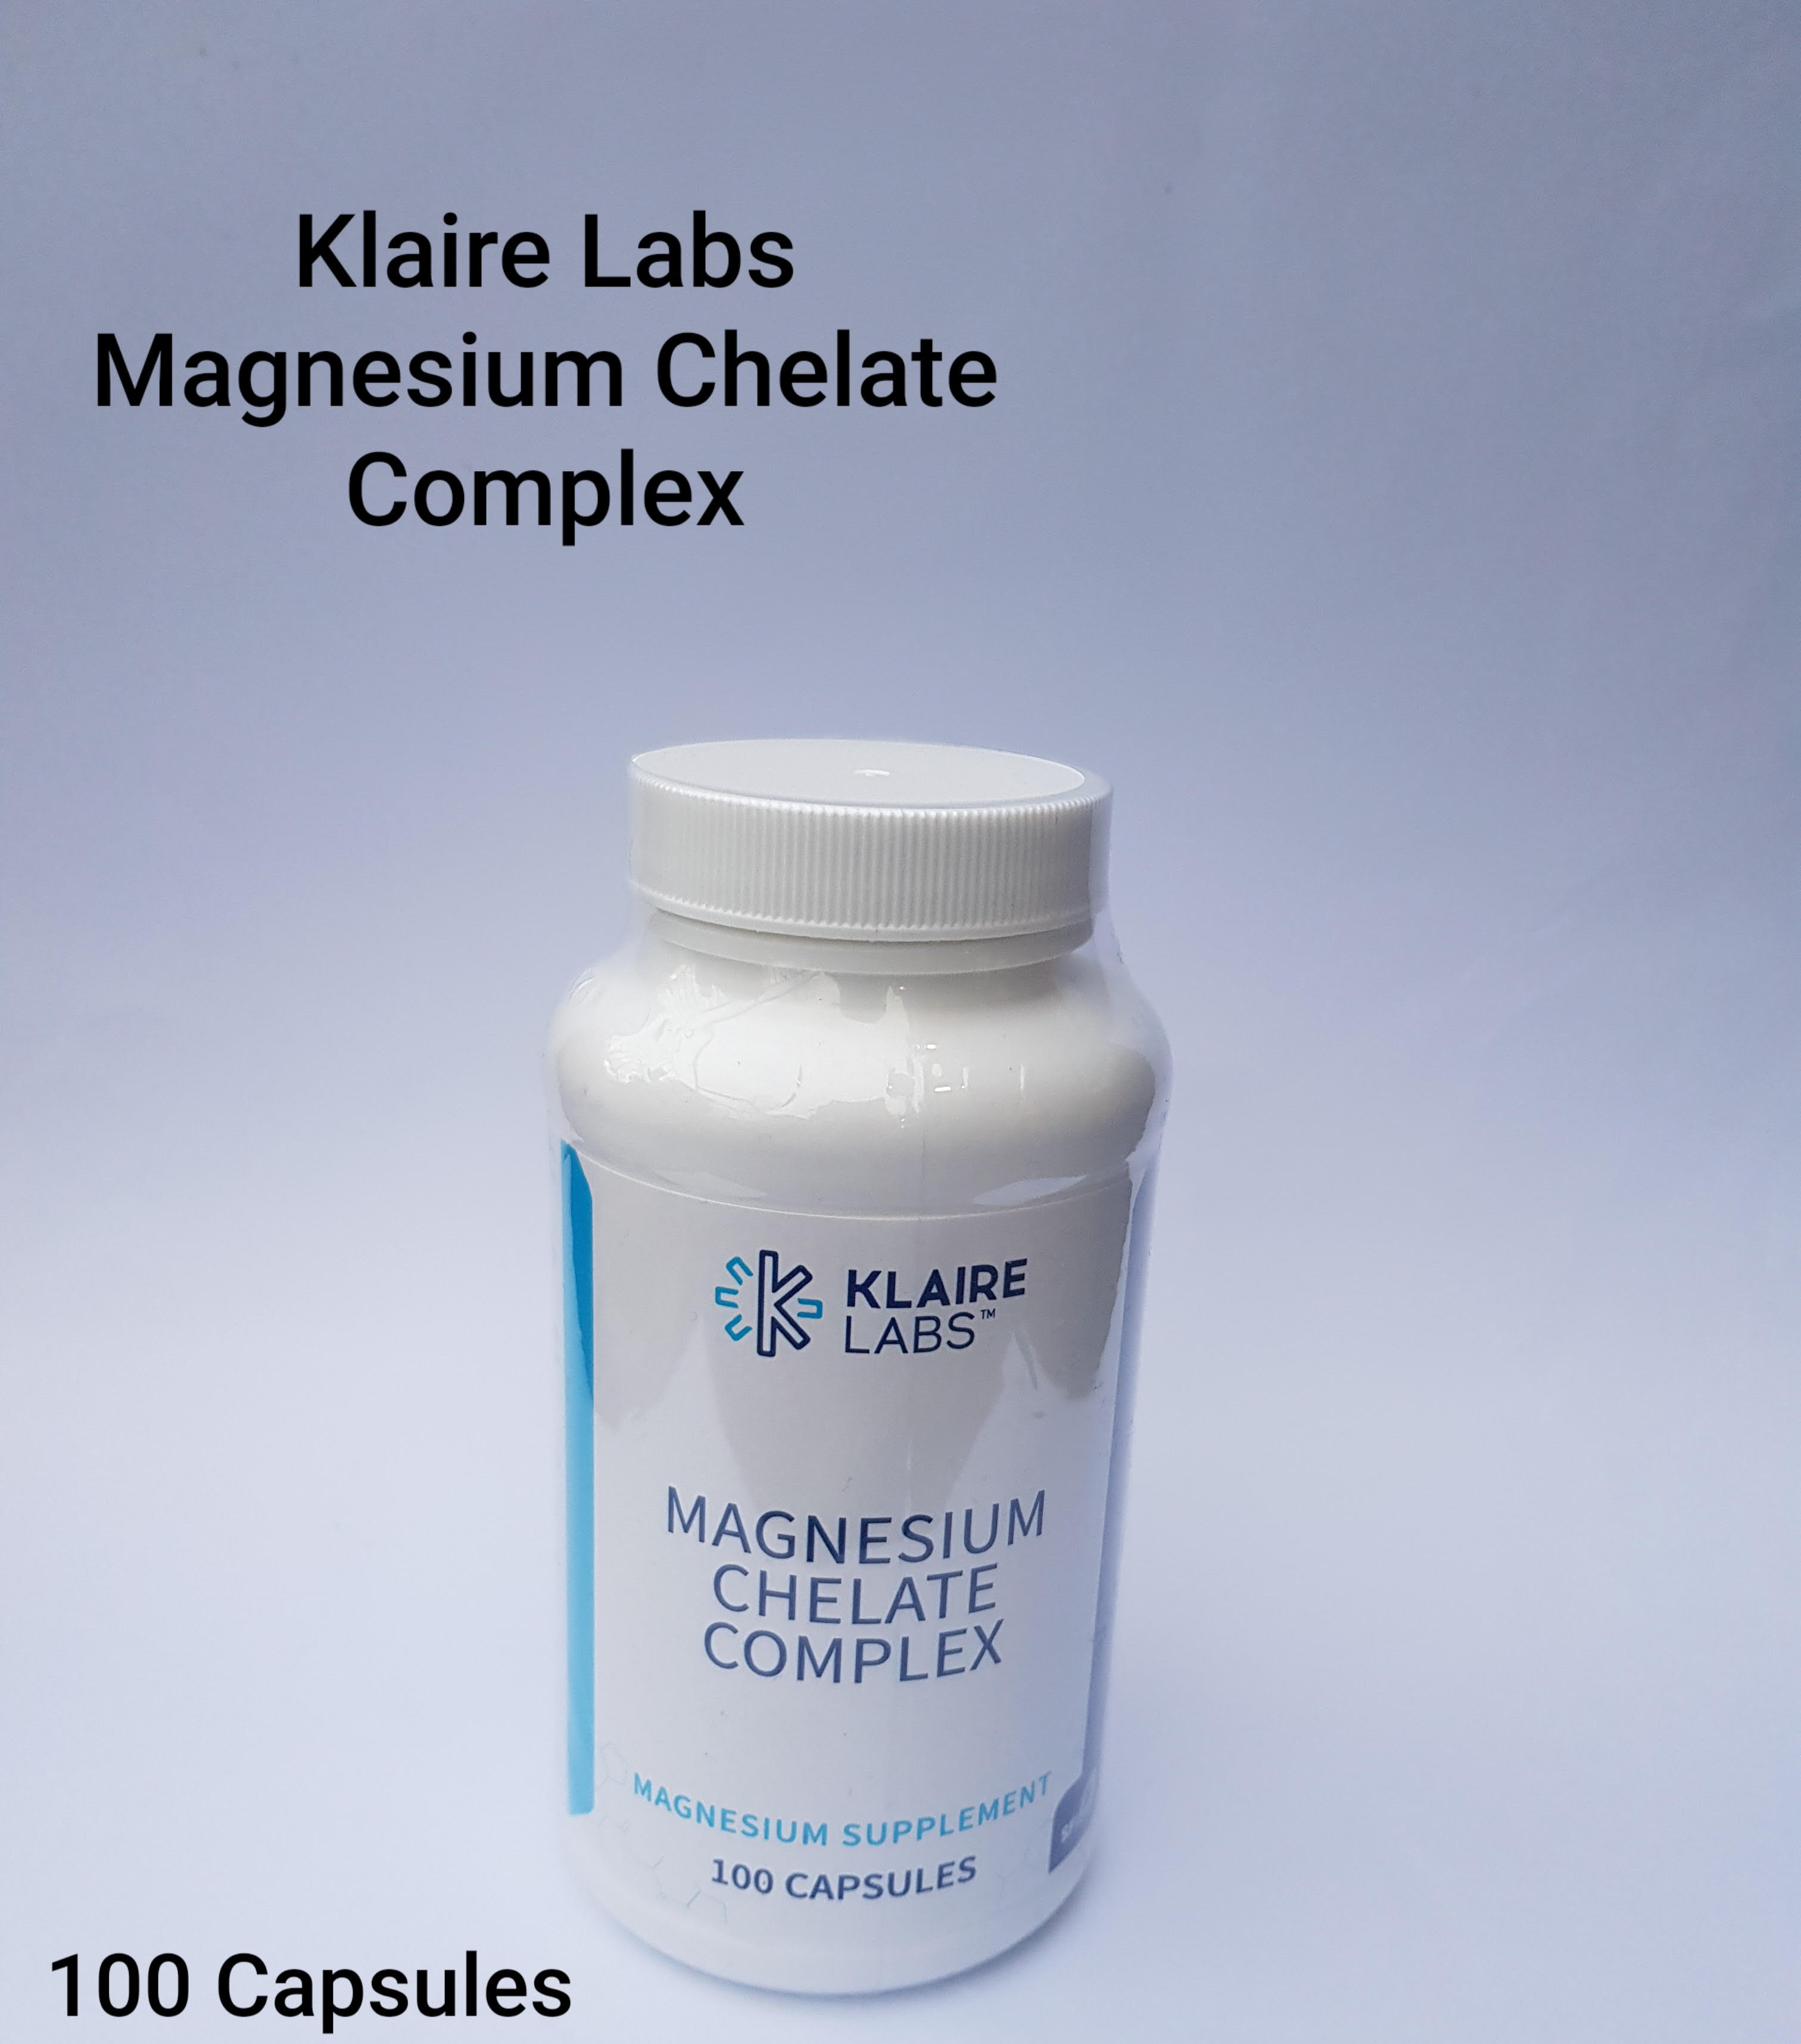 Klaire Labs
Magnesium Chelate
Complex
KLAIRE
LABS™
MAGNESIUM
CHELATE
COMPLEX
MAGNESIUM SUPPLEMENT
100 CAPSULES
100 Capsules